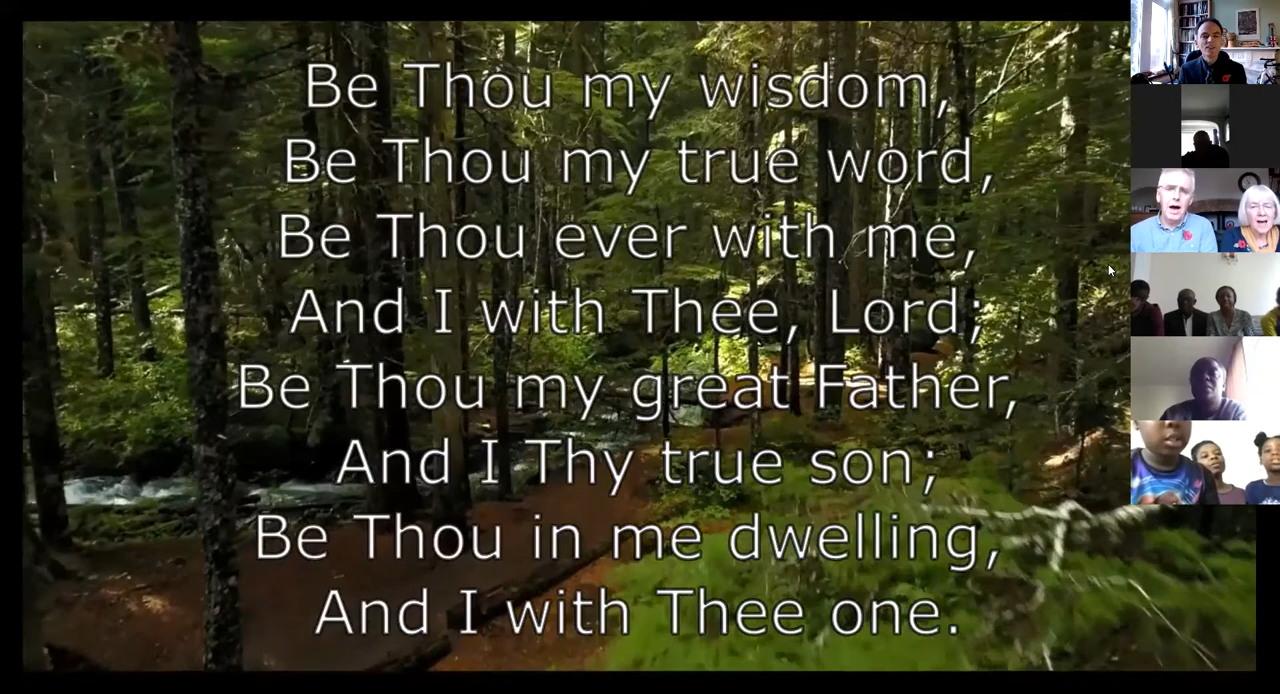 Be Thou my wisdom,
Be Thou my true word,
Be Thou ever with me,
And I with Thee, Lord;
Be Thou my great Father,
And I Thy true son;
Be Thou in me dwelling,
And I with Thee one.